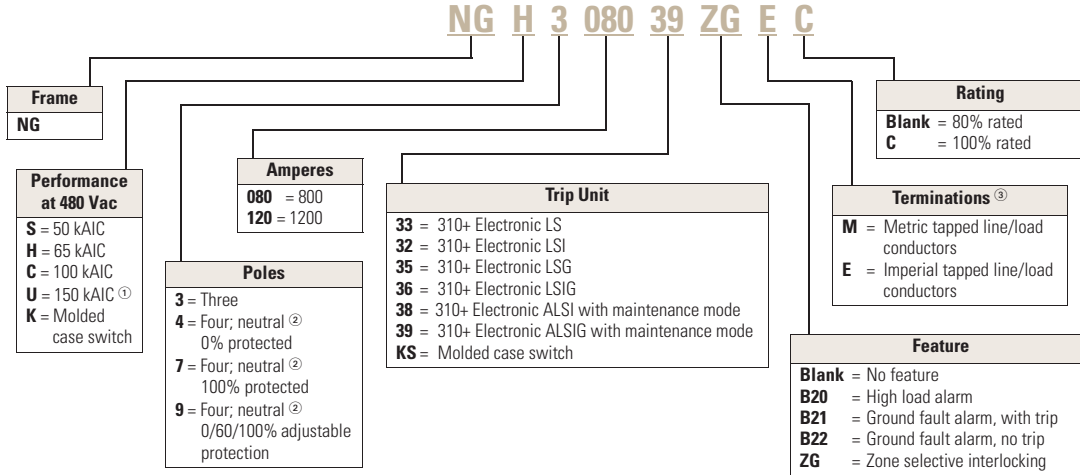 NG H 3 080 39 ZG E C
Frame
NG
Performance
at 480 Vac
S = 50 kAIC
H = 65 kAIC
C = 100 kAIC
U = 150 kAIC ①
K = Molded
case switch
Poles
3 = Three
4 = Four; neutral ②
0% protected
7 = Four; neutral ②
100% protected
9 = Four; neutral ②
0/60/100% adjustable
protection
Amperes
080 = 800
120 = 1200
Trip Unit
33 = 310+ Electronic LS
32 = 310+ Electronic LSI
35 = 310+ Electronic LSG
36 = 310+ Electronic LSIG
38 = 310+ Electronic ALSI with maintenance mode
39 = 310+ Electronic ALSIG with maintenance mode
KS = Molded case switch
Rating
Blank = 80% rated
C = 100% rated
Terminations ③
M = Metric tapped line/load
conductors
E = Imperial tapped line/load
conductors
Feature
Blank = No feature
B20 = High load alarm
B21 = Ground fault alarm, with trip
B22 = Ground fault alarm, no trip
ZG = Zone selective interlocking